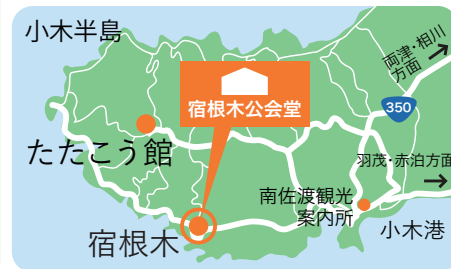 小木半島
両津・相川
方面
350
宿根木公会堂
たたこう館
羽茂・赤泊方面
南佐渡観光
案内所
小木港
宿根木